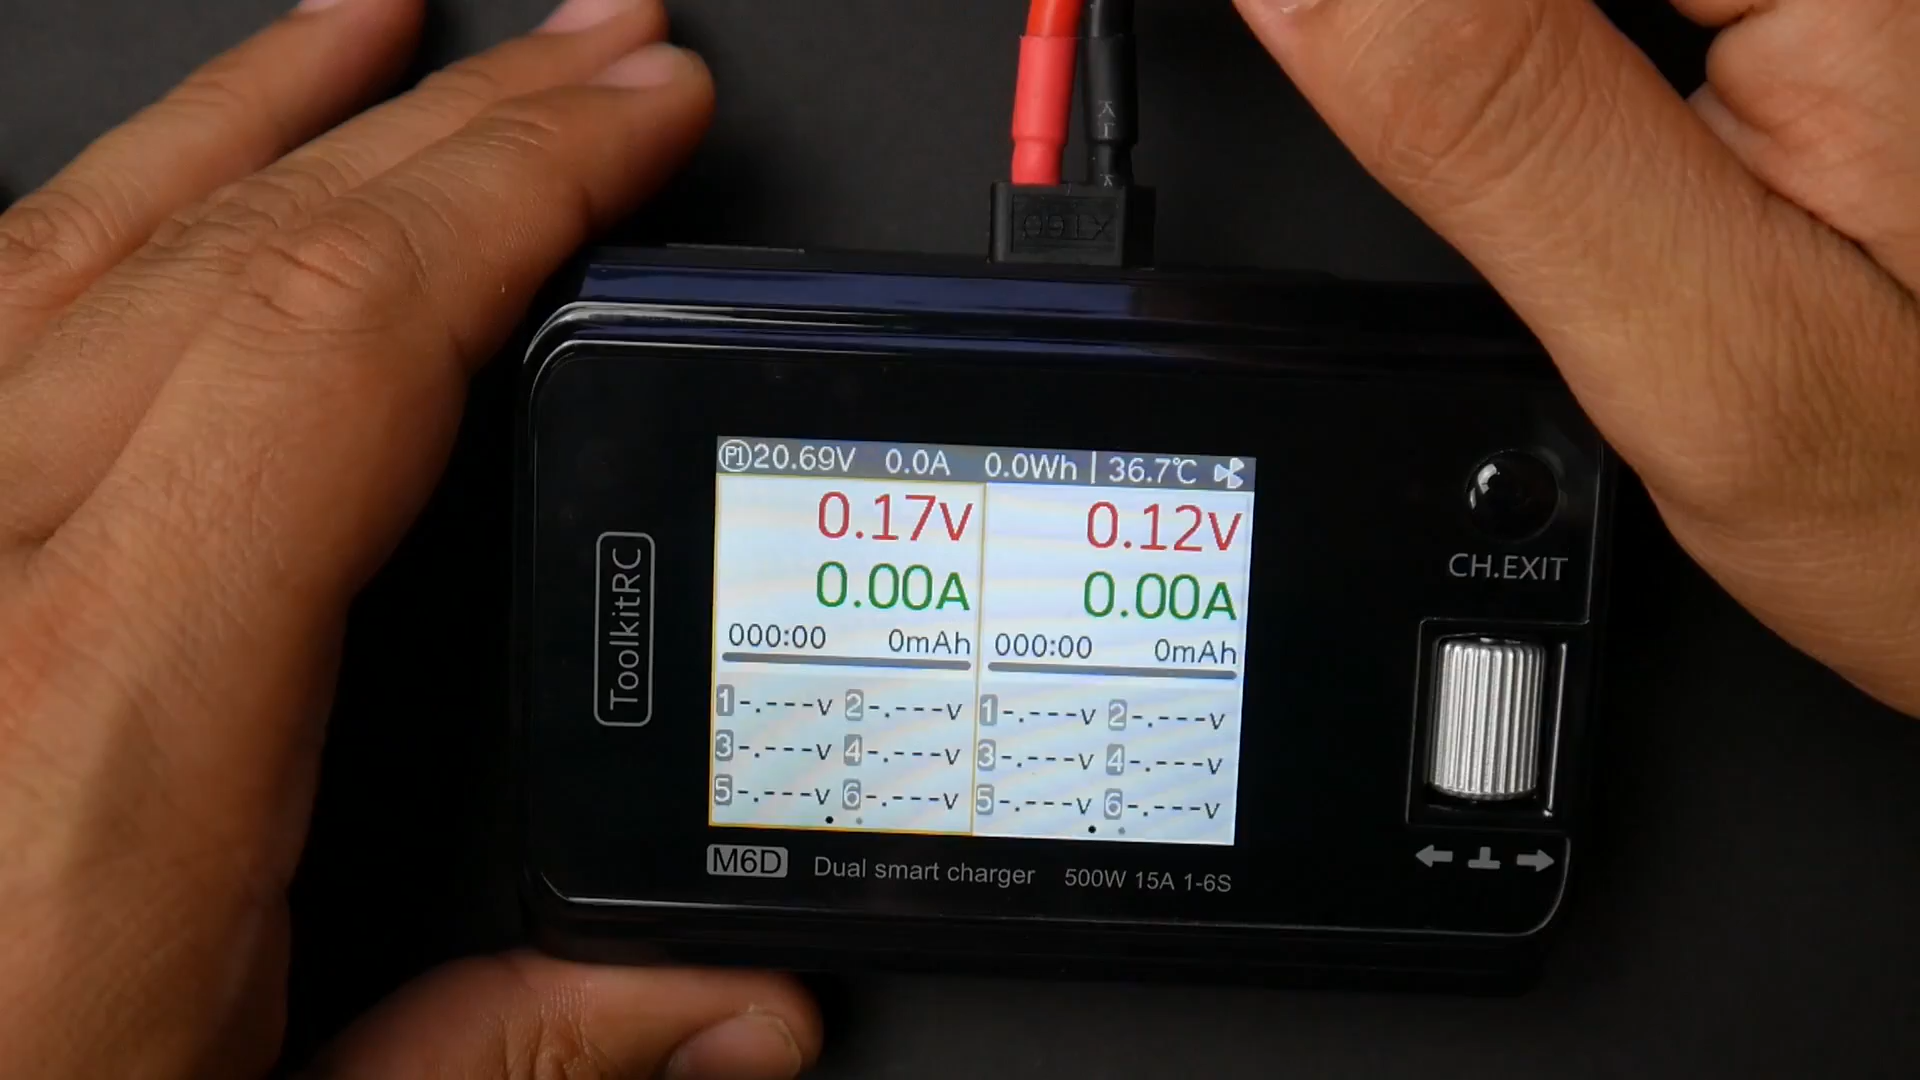 XT60
P1 20.69V 0.0A 0.0Wh | 36.7℃
0.17V 0.12V
0.00A 0.00A
000:00 0mAh 000:00 0mAh
1 -.---V 2 -.---V 1 -.---V 2 -.---V
3 -.---V 4 -.---V 3 -.---V 4 -.---V
5 -.---V 6 -.---V 5 -.---V 6 -.---V
ToolkitRC
CH.EXIT
M6D Dual smart charger 500W 15A 1-6S